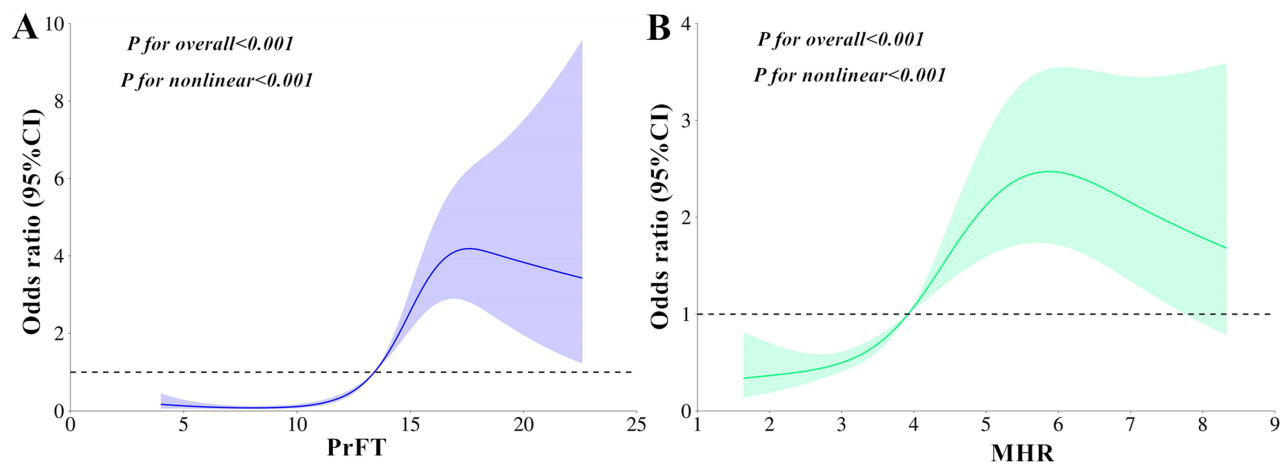 A
P for overall<0.001
P for nonlinear<0.001
Odds ratio (95%CI)
10
8
6
4
2
0
0 5 10 15 20 25
PrFT
B
P for overall<0.001
P for nonlinear<0.001
Odds ratio (95%CI)
4
3
2
1
0
1 2 3 4 5 6 7 8 9
MHR